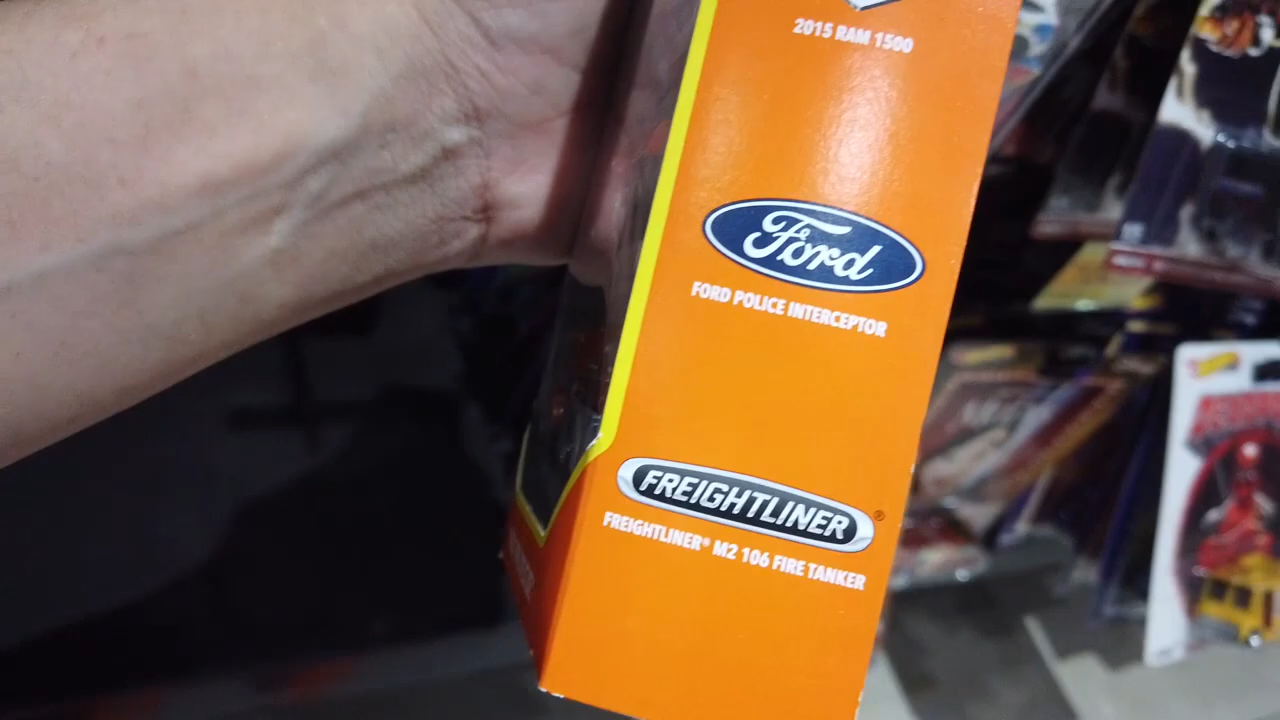 2015 RAM 1500
Ford
FORD POLICE INTERCEPTOR
FREIGHTLINER®
FREIGHTLINER® M2 106 FIRE TANKER